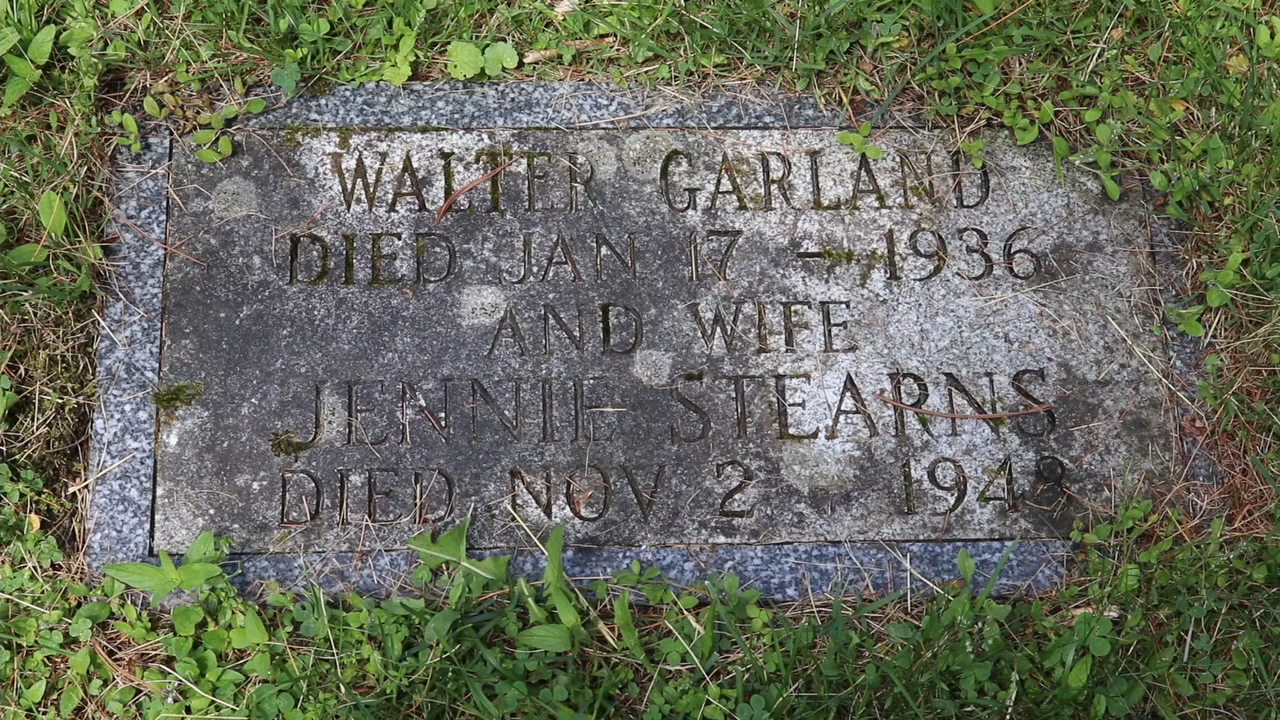 WALTER GARLAND
DIED JAN 17 - 1936
AND WIFE
JENNIE STEARNS
DIED NOV 2 - 1948